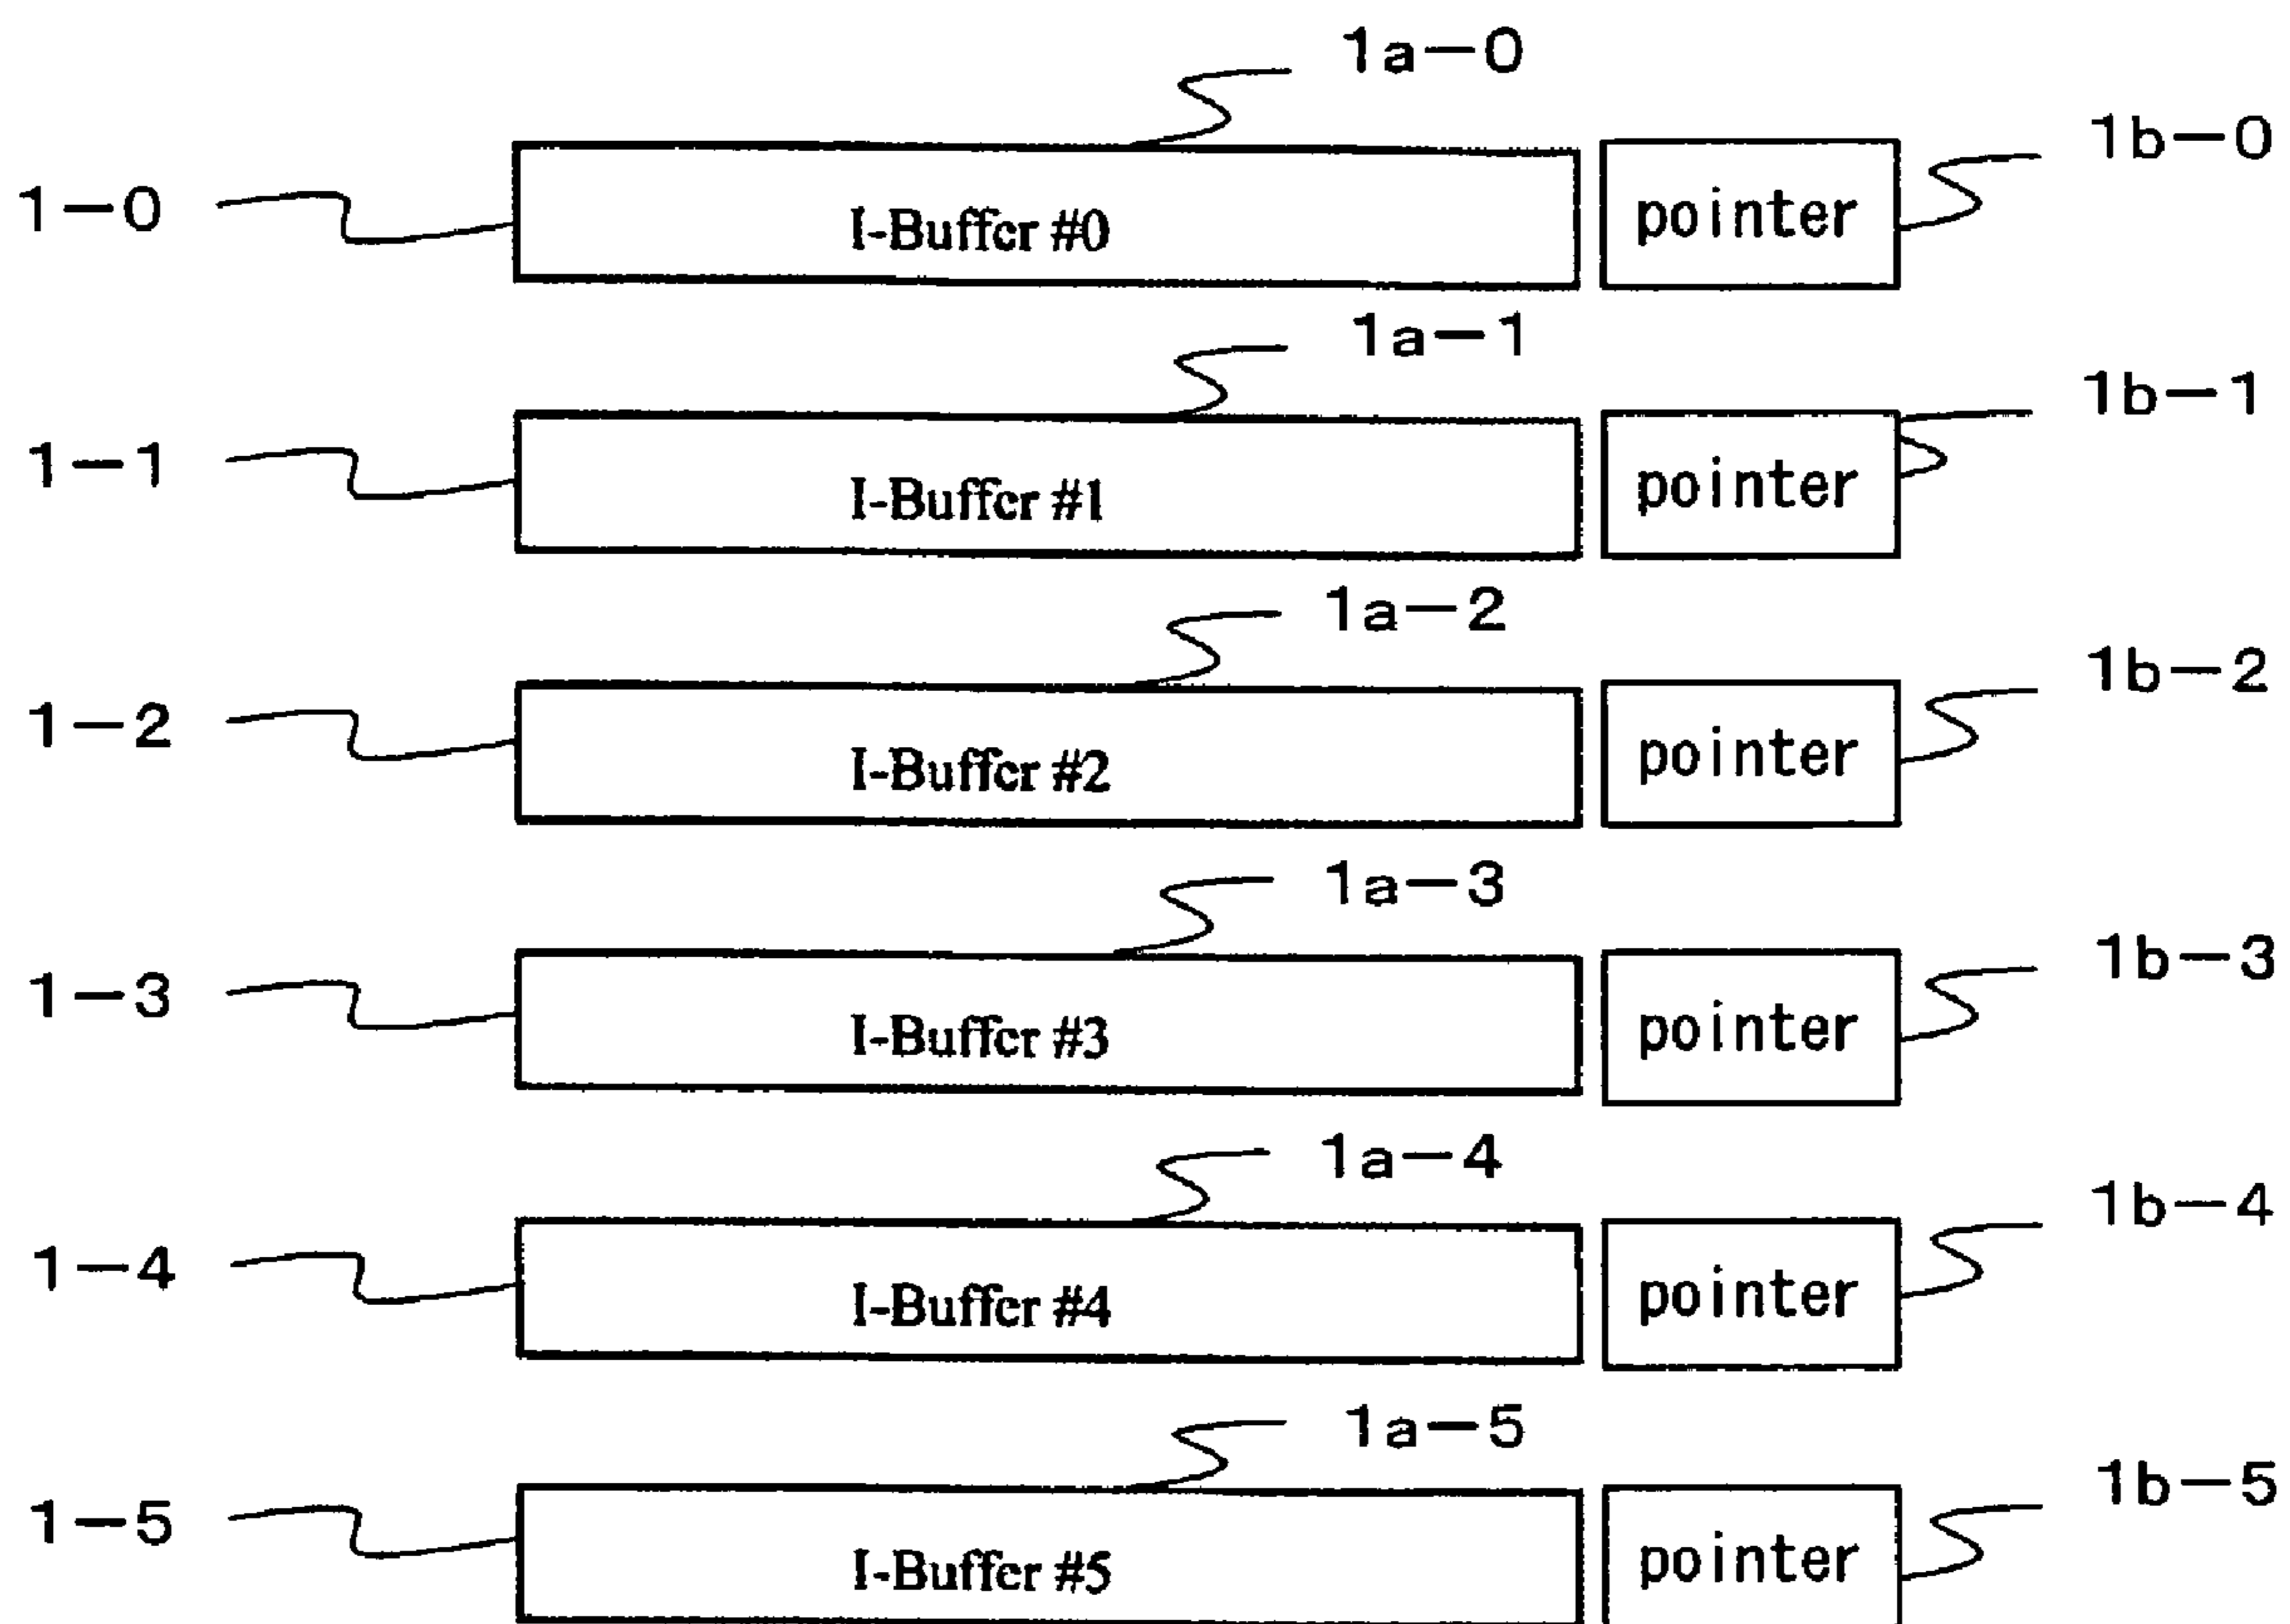 1a-0
1b-0
1-0
I-Buffer #0
pointer
1a-1
1b-1
1-1
I-Buffer #1
pointer
1a-2
1b-2
1-2
I-Buffer #2
pointer
1a-3
1b-3
1-3
I-Buffer #3
pointer
1a-4
1b-4
1-4
I-Buffer #4
pointer
1a-5
1b-5
1-5
I-Buffer #5
pointer